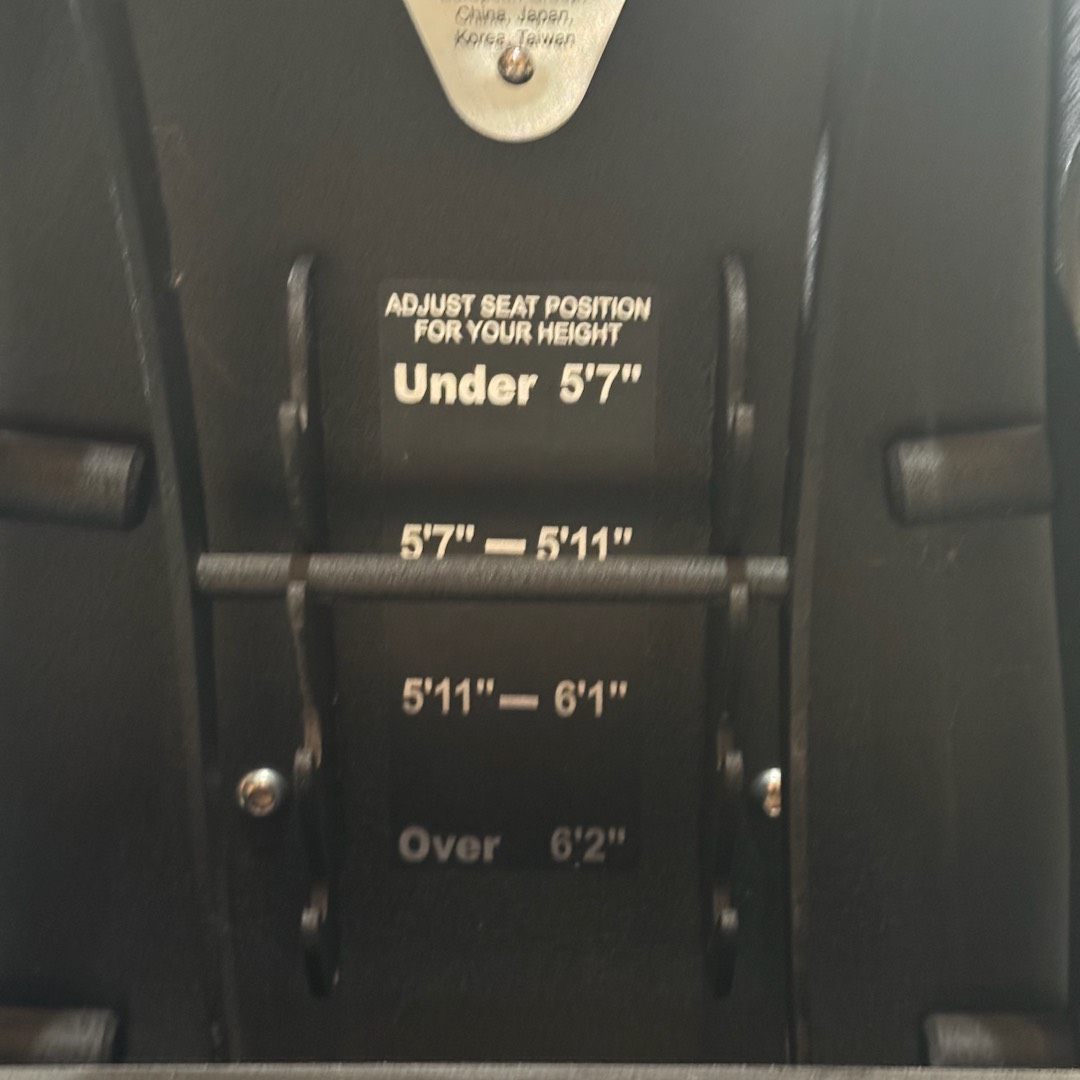 China, Japan,
Korea, Taiwan
ADJUST SEAT POSITION
FOR YOUR HEIGHT
Under 5'7"
5'7" — 5'11"
5'11" — 6'1"
Over 6'2"